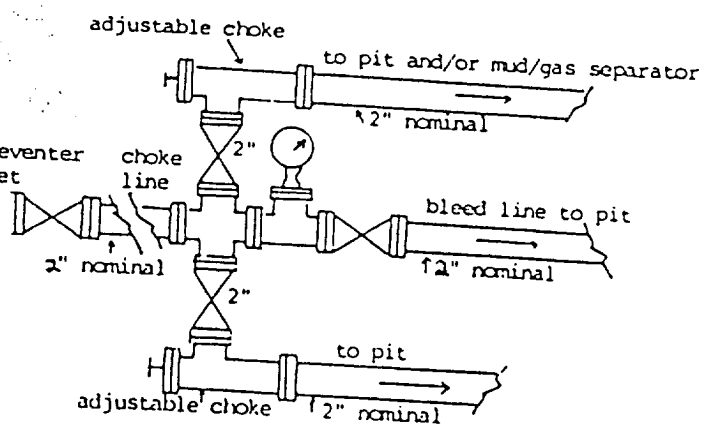 adjustable choke
to pit and/or mud/gas separator
2" nominal
2"
eventer
et
choke
line
2" nominal
bleed line to pit
2" nominal
2"
to pit
adjustable choke
2" nominal